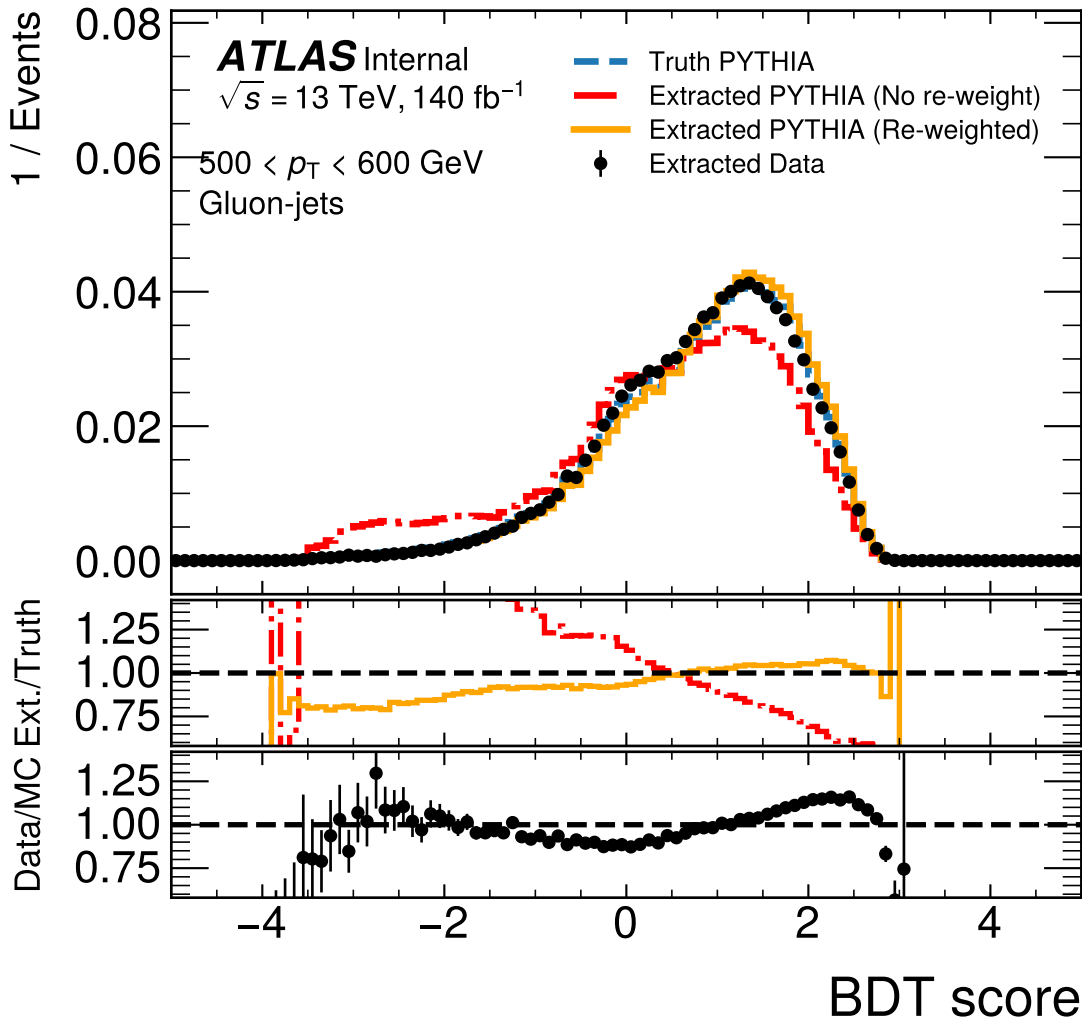 0.08
0.06
0.04
0.02
0.00
1 / Events
ATLAS Internal
√s = 13 TeV, 140 fb⁻¹
500 < pT < 600 GeV
Gluon-jets
Truth PYTHIA
Extracted PYTHIA (No re-weight)
Extracted PYTHIA (Re-weighted)
Extracted Data
Ext./Truth
1.25
1.00
0.75
Data/MC
1.25
1.00
0.75
−4 −2 0 2 4
BDT score